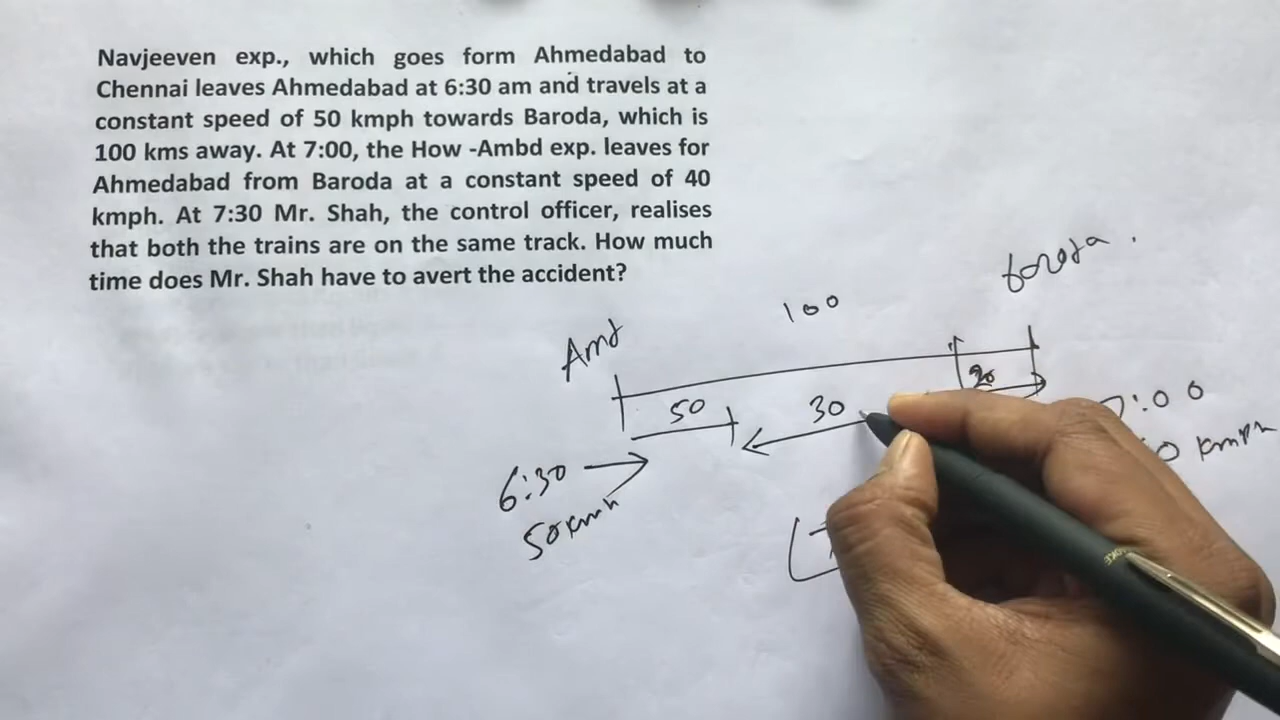 Navjeeven exp., which goes form Ahmedabad to
Chennai leaves Ahmedabad at 6:30 am and travels at a
constant speed of 50 kmph towards Baroda, which is
100 kms away. At 7:00, the How -Ambd exp. leaves for
Ahmedabad from Baroda at a constant speed of 40
kmph. At 7:30 Mr. Shah, the control officer, realises
that both the trains are on the same track. How much
time does Mr. Shah have to avert the accident?
100
Amd
20
50
30
:00
0 kmph
6:30
50kmh